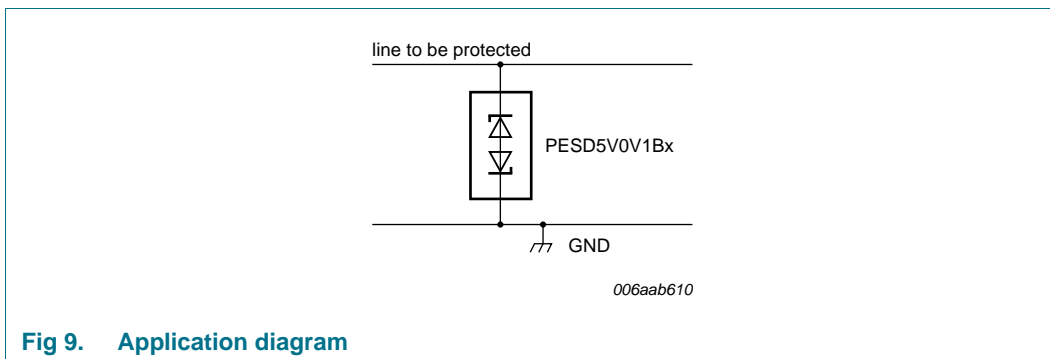 line to be protected
PESD5V0V1Bx
GND
006aab610
Fig 9. Application diagram